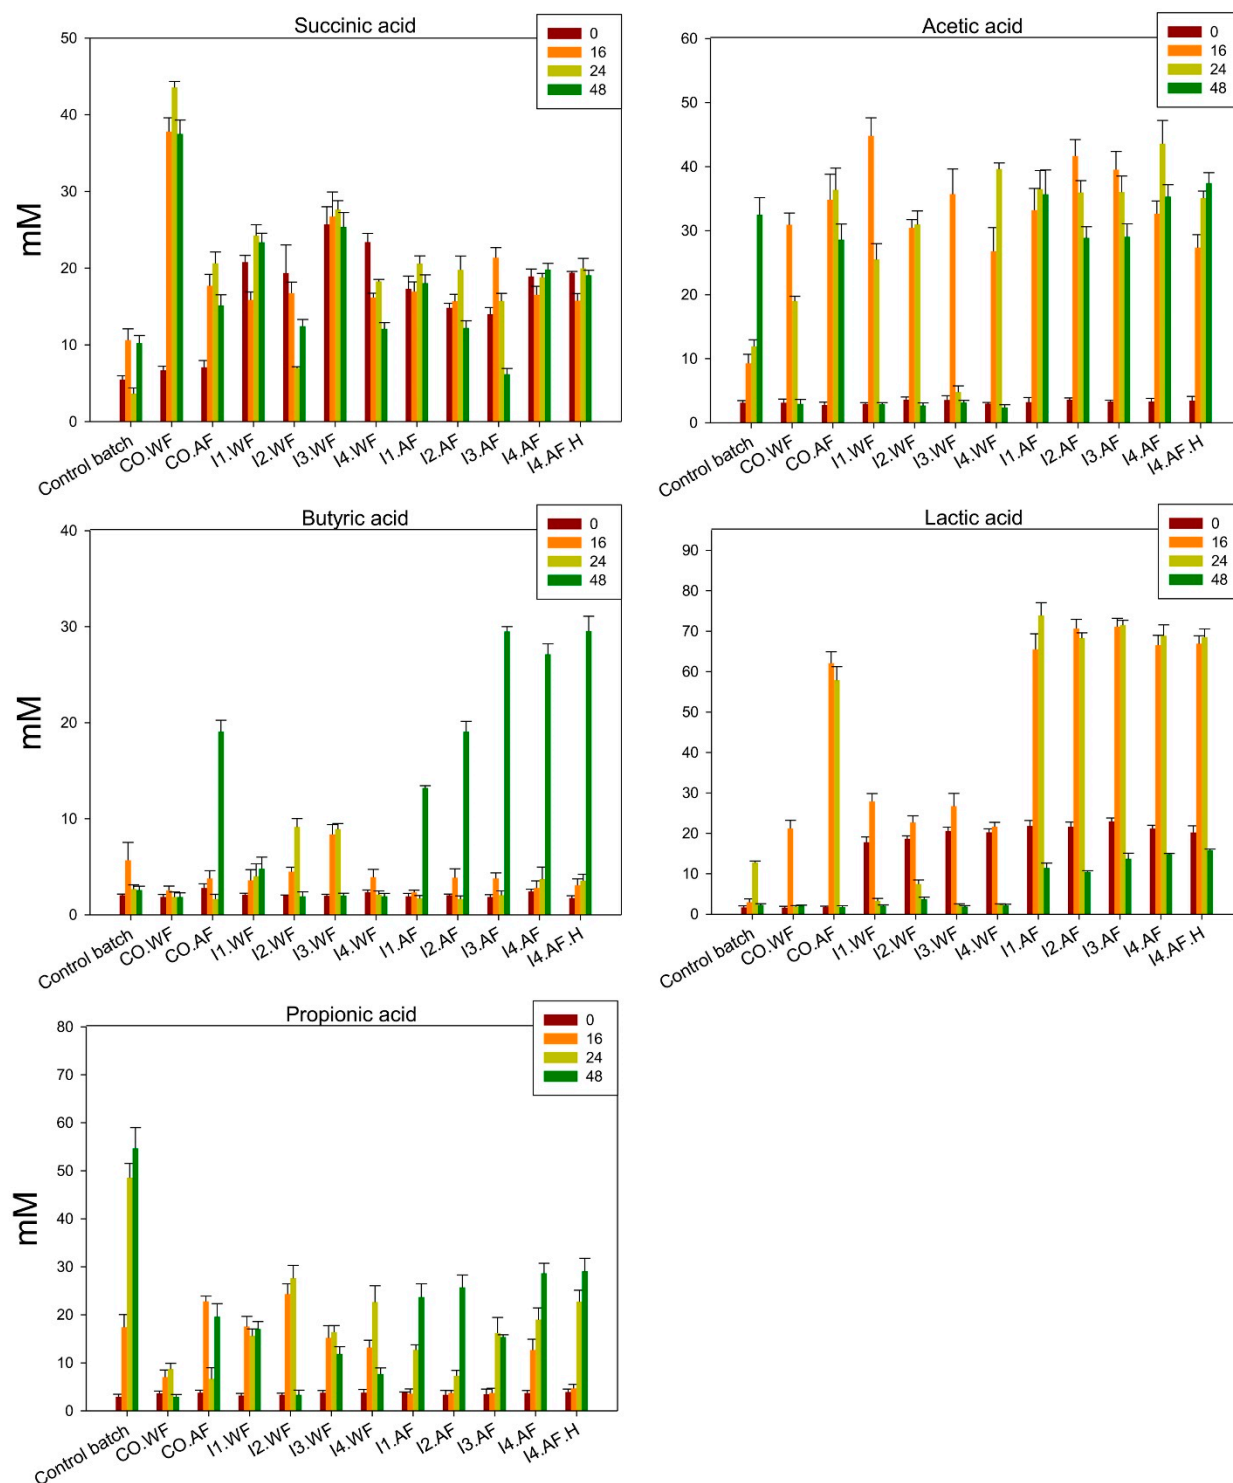 Succinic acid
mM
50
40
30
20
10
0
0
16
24
48
Control batch
CO.WF
CO.AF
I1.WF
I2.WF
I3.WF
I4.WF
I1.AF
I2.AF
I3.AF
I4.AF
I4.AF.H
Acetic acid
60
50
40
30
20
10
0
0
16
24
48
Control batch
CO.WF
CO.AF
I1.WF
I2.WF
I3.WF
I4.WF
I1.AF
I2.AF
I3.AF
I4.AF
I4.AF.H
Butyric acid
mM
40
30
20
10
0
0
16
24
48
Control batch
CO.WF
CO.AF
I1.WF
I2.WF
I3.WF
I4.WF
I1.AF
I2.AF
I3.AF
I4.AF
I4.AF.H
Lactic acid
90
80
70
60
50
40
30
20
10
0
0
16
24
48
Control batch
CO.WF
CO.AF
I1.WF
I2.WF
I3.WF
I4.WF
I1.AF
I2.AF
I3.AF
I4.AF
I4.AF.H
Propionic acid
mM
80
70
60
50
40
30
20
10
0
0
16
24
48
Control batch
CO.WF
CO.AF
I1.WF
I2.WF
I3.WF
I4.WF
I1.AF
I2.AF
I3.AF
I4.AF
I4.AF.H